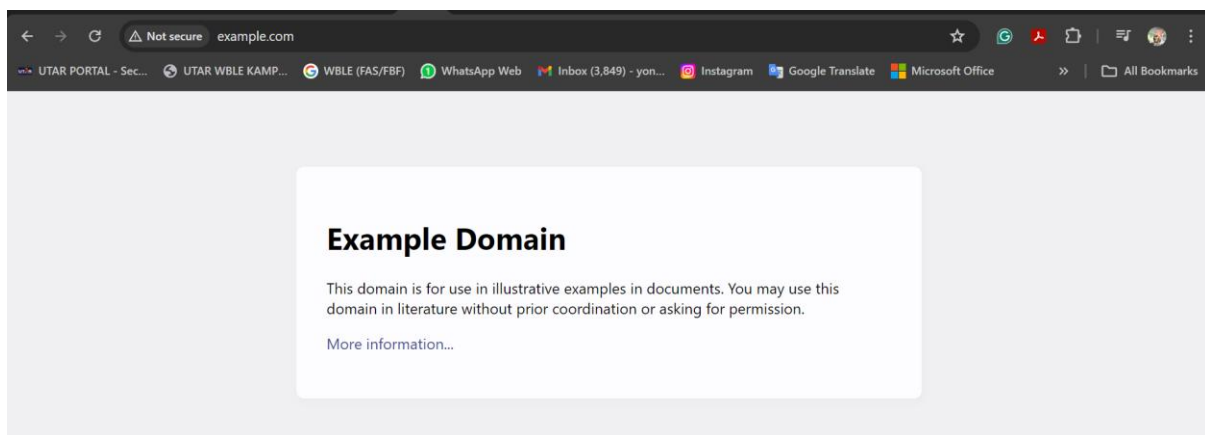 Not secure example.com
UTAR PORTAL - Sec... UTAR WBLE KAMP... WBLE (FAS/FBF) WhatsApp Web Inbox (3,849) - yon... Instagram Google Translate Microsoft Office » All Bookmarks
Example Domain
This domain is for use in illustrative examples in documents. You may use this
domain in literature without prior coordination or asking for permission.
More information...